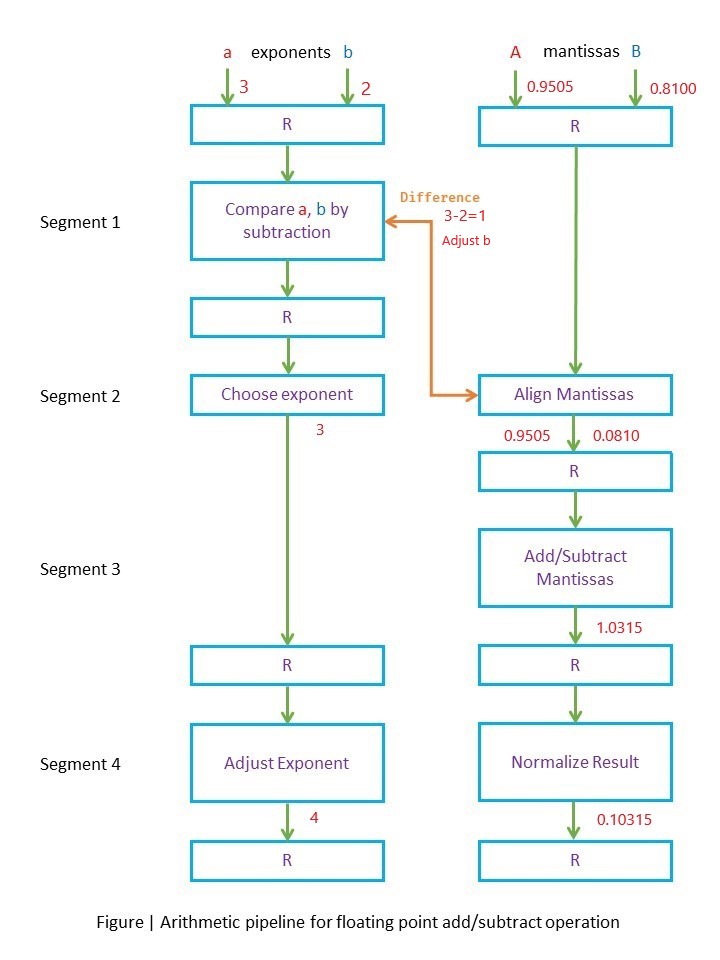 a exponents b
A mantissas B
3
2
0.9505
0.8100
R
R
Segment 1
Compare a, b by
subtraction
Difference
3-2=1
Adjust b
R
Segment 2
Choose exponent
Align Mantissas
3
0.9505
0.0810
R
Segment 3
Add/Subtract
Mantissas
1.0315
R
R
Segment 4
Adjust Exponent
Normalize Result
4
0.10315
R
R
Figure | Arithmetic pipeline for floating point add/subtract operation